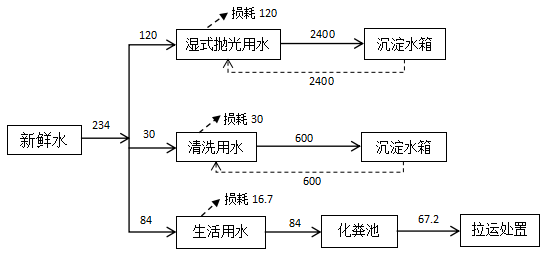 损耗 120
120
湿式抛光用水
2400
沉淀水箱
2400
234
新鲜水
损耗 30
30
清洗用水
600
沉淀水箱
600
损耗 16.7
84
生活用水
84
化粪池
67.2
拉运处置